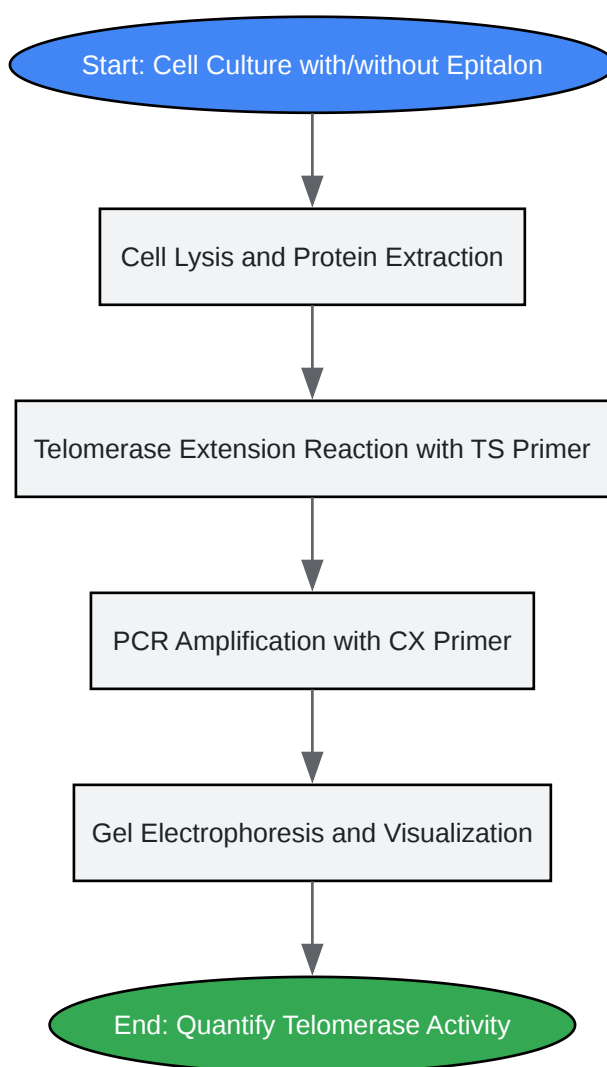 Start: Cell Culture with/without Epitalon
Cell Lysis and Protein Extraction
Telomerase Extension Reaction with TS Primer
PCR Amplification with CX Primer
Gel Electrophoresis and Visualization
End: Quantify Telomerase Activity